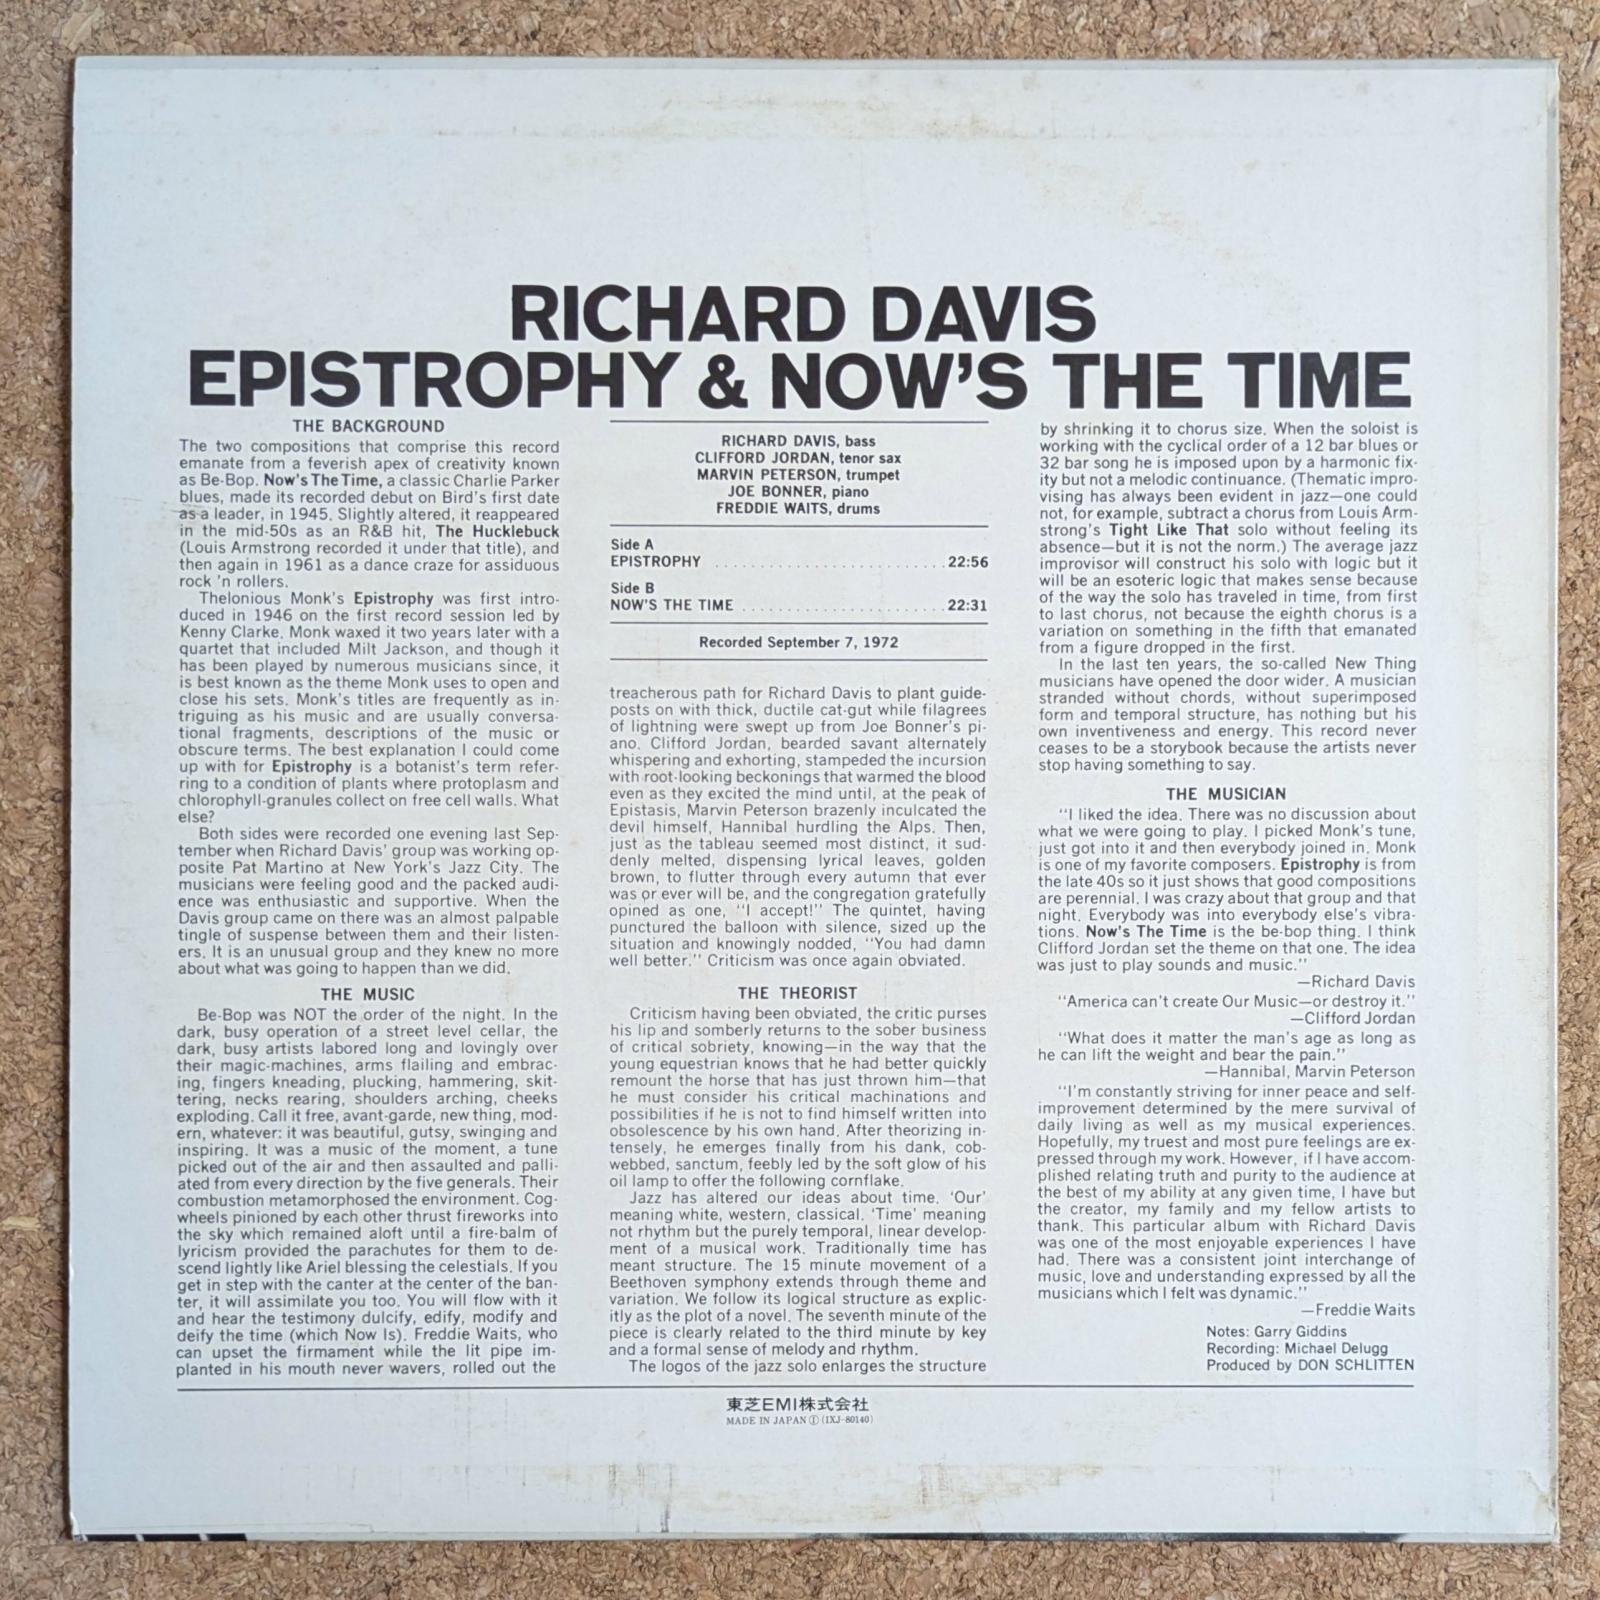 RICHARD DAVIS
EPISTROPHY & NOW'S THE TIME
THE BACKGROUND
The two compositions that comprise this record
emanate from a feverish apex of creativity known
as Be-Bop. Now's The Time, a classic Charlie Parker
blues, made its recorded debut on Bird's first date
as a leader, in 1945. Slightly altered, it reappeared
in the mid-50s as an R&B hit, The Hucklebuck
(Louis Armstrong recorded it under that title), and
then again in 1961 as a dance craze for assiduous
rock 'n rollers.
Thelonious Monk's Epistrophy was first intro-
duced in 1946 on the first record session led by
Kenny Clarke. Monk waxed it two years later with a
quartet that included Milt Jackson, and though it
has been played by numerous musicians since, it
is best known as the theme Monk uses to open and
close his sets. Monk's titles are frequently as in-
triguing as his music and are usually conversa-
tional fragments, descriptions of the music or
obscure terms. The best explanation I could come
up with for Epistrophy is a botanist's term refer-
ring to a condition of plants where protoplasm and
chlorophyll-granules collect on free cell walls. What
else?
Both sides were recorded one evening last Sep-
tember when Richard Davis' group was working op-
posite Pat Martino at New York's Jazz City. The
musicians were feeling good and the packed audi-
ence was enthusiastic and supportive. When the
Davis group came on there was an almost palpable
tingle of suspense between them and their listen-
ers. It is an unusual group and they knew no more
about what was going to happen than we did.
THE MUSIC
Be-Bop was NOT the order of the night. In the
dark, busy operation of a street level cellar, the
dark, busy artists labored long and lovingly over
their magic-machines, arms flailing and embrac-
ing, fingers kneading, plucking, hammering, skit-
tering, necks rearing, shoulders arching, cheeks
exploding. Call it free, avant-garde, new thing, mod-
ern, whatever: it was beautiful, gutsy, swinging and
inspiring. It was a music of the moment, a tune
picked out of the air and then assaulted and palli-
ated from every direction by the five generals. Their
combustion metamorphosed the environment. Cog-
wheels pinioned by each other thrust fireworks into
the sky which remained aloft until a fire-balm of
lyricism provided the parachutes for them to de-
scend lightly like Ariel blessing the celestials. If you
get in step with the canter at the center of the ban-
ter, it will assimilate you too. You will flow with it
and hear the testimony dulcify, edify, modify and
deify the time (which Now Is). Freddie Waits, who
can upset the firmament while the lit pipe im-
planted in his mouth never wavers, rolled out the
RICHARD DAVIS, bass
CLIFFORD JORDAN, tenor sax
MARVIN PETERSON, trumpet
JOE BONNER, piano
FREDDIE WAITS, drums
Side A
EPISTROPHY ........................... 22:56
Side B
NOW'S THE TIME ....................... 22:31
Recorded September 7, 1972
treacherous path for Richard Davis to plant guide-
posts on with thick, ductile cat-gut while filagrees
of lightning were swept up from Joe Bonner's pi-
ano. Clifford Jordan, bearded savant alternately
whispering and exhorting, stampeded the incursion
with root-looking beckonings that warmed the blood
even as they excited the mind until, at the peak of
Epistasis, Marvin Peterson brazenly inculcated the
devil himself, Hannibal hurdling the Alps. Then,
just as the tableau seemed most distinct, it sud-
denly melted, dispensing lyrical leaves, golden
brown, to flutter through every autumn that ever
was or ever will be, and the congregation gratefully
opined as one, "I accept!" The quintet, having
punctured the balloon with silence, sized up the
situation and knowingly nodded, "You had damn
well better." Criticism was once again obviated.
THE THEORIST
Criticism having been obviated, the critic purses
his lip and somberly returns to the sober business
of critical sobriety, knowing—in the way that the
young equestrian knows that he had better quickly
remount the horse that has just thrown him—that
he must consider his critical machinations and
possibilities if he is not to find himself written into
obsolescence by his own hand. After theorizing in-
tensely, he emerges finally from his dank, cob-
webbed, sanctum, feebly led by the soft glow of his
oil lamp to offer the following cornflake.
Jazz has altered our ideas about time. 'Our'
meaning white, western, classical. 'Time' meaning
not rhythm but the purely temporal, linear develop-
ment of a musical work. Traditionally time has
meant structure. The 15 minute movement of a
Beethoven symphony extends through theme and
variation. We follow its logical structure as explic-
itly as the plot of a novel. The seventh minute of the
piece is clearly related to the third minute by key
and a formal sense of melody and rhythm.
The logos of the jazz solo enlarges the structure
by shrinking it to chorus size. When the soloist is
working with the cyclical order of a 12 bar blues or
32 bar song he is imposed upon by a harmonic fix-
ity but not a melodic continuance. (Thematic impro-
vising has always been evident in jazz—one could
not, for example, subtract a chorus from Louis Arm-
strong's Tight Like That solo without feeling its
absence—but it is not the norm.) The average jazz
improvisor will construct his solo with logic but it
will be an esoteric logic that makes sense because
of the way the solo has traveled in time, from first
to last chorus, not because the eighth chorus is a
variation on something in the fifth that emanated
from a figure dropped in the first.
In the last ten years, the so-called New Thing
musicians have opened the door wider. A musician
stranded without chords, without superimposed
form and temporal structure, has nothing but his
own inventiveness and energy. This record never
ceases to be a storybook because the artists never
stop having something to say.
THE MUSICIAN
"I liked the idea. There was no discussion about
what we were going to play. I picked Monk's tune,
just got into it and then everybody joined in. Monk
is one of my favorite composers. Epistrophy is from
the late 40s so it just shows that good compositions
are perennial. I was crazy about that group and that
night. Everybody was into everybody else's vibra-
tions. Now's The Time is the be-bop thing. I think
Clifford Jordan set the theme on that one. The idea
was just to play sounds and music."
—Richard Davis
"America can't create Our Music—or destroy it."
—Clifford Jordan
"What does it matter the man's age as long as
he can lift the weight and bear the pain."
—Hannibal, Marvin Peterson
"I'm constantly striving for inner peace and self-
improvement determined by the mere survival of
daily living as well as my musical experiences.
Hopefully, my truest and most pure feelings are ex-
pressed through my work. However, if I have accom-
plished relating truth and purity to the audience at
the best of my ability at any given time, I have but
the creator, my family and my fellow artists to
thank. This particular album with Richard Davis
was one of the most enjoyable experiences I have
had. There was a consistent joint interchange of
music, love and understanding expressed by all the
musicians which I felt was dynamic."
—Freddie Waits
Notes: Garry Giddins
Recording: Michael Delugg
Produced by DON SCHLITTEN
東芝EMI株式会社
MADE IN JAPAN Ⓘ (IXJ-80140)